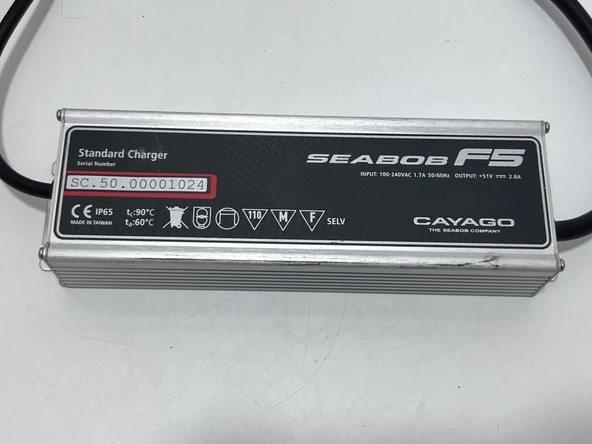 Standard Charger
Serial Number
SC.50.00001024
CE IP65 tc:90°C
MADE IN TAIWAN ta:60°C
110 M F SELV
SEABOB F5
INPUT: 100-240VAC 1.7A 50/60Hz OUTPUT: +51V ⎓ 2.8A
CAYAGO
THE SEABOB COMPANY